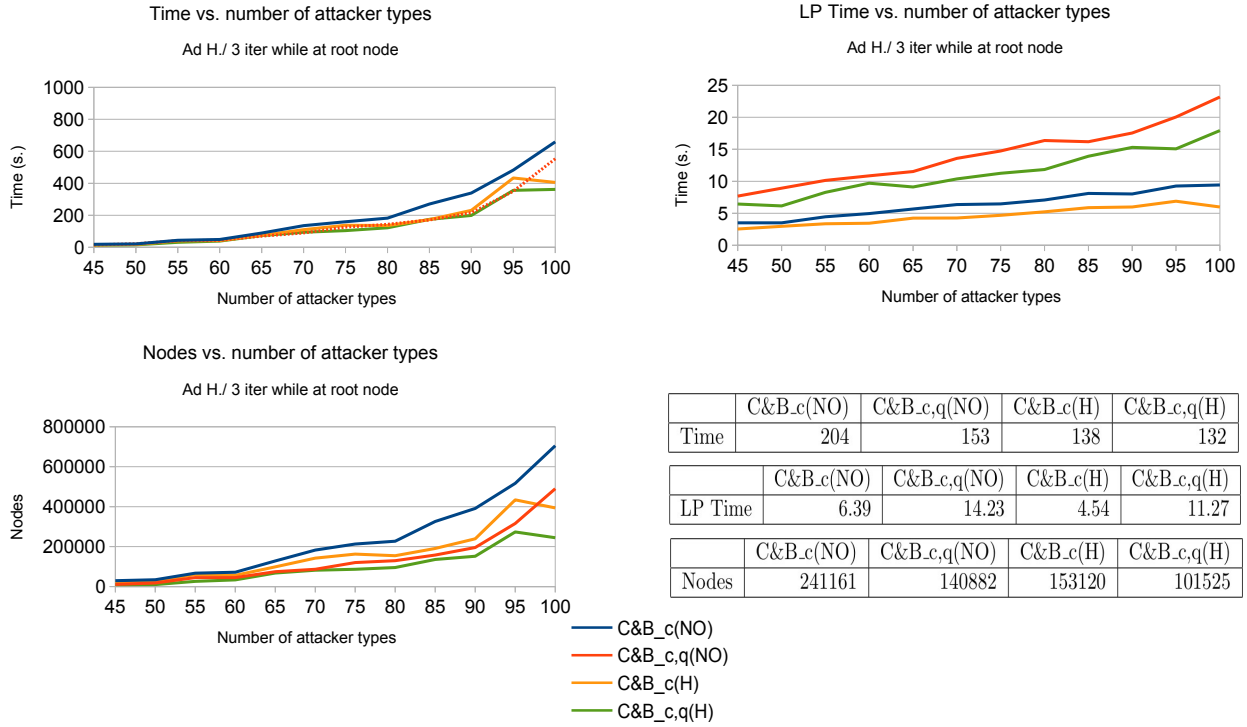 Time vs. number of attacker types
Ad H./ 3 iter while at root node
1000
800
600
400
200
0
Time (s.)
45 50 55 60 65 70 75 80 85 90 95 100
Number of attacker types
LP Time vs. number of attacker types
Ad H./ 3 iter while at root node
25
20
15
10
5
0
Time (s.)
45 50 55 60 65 70 75 80 85 90 95 100
Number of attacker types
Nodes vs. number of attacker types
Ad H./ 3 iter while at root node
800000
600000
400000
200000
0
Nodes
45 50 55 60 65 70 75 80 85 90 95 100
Number of attacker types
C&B_c(NO) C&B_c,q(NO) C&B_c(H) C&B_c,q(H)
Time 204 153 138 132
C&B_c(NO) C&B_c,q(NO) C&B_c(H) C&B_c,q(H)
LP Time 6.39 14.23 4.54 11.27
C&B_c(NO) C&B_c,q(NO) C&B_c(H) C&B_c,q(H)
Nodes 241161 140882 153120 101525
C&B_c(NO)
C&B_c,q(NO)
C&B_c(H)
C&B_c,q(H)